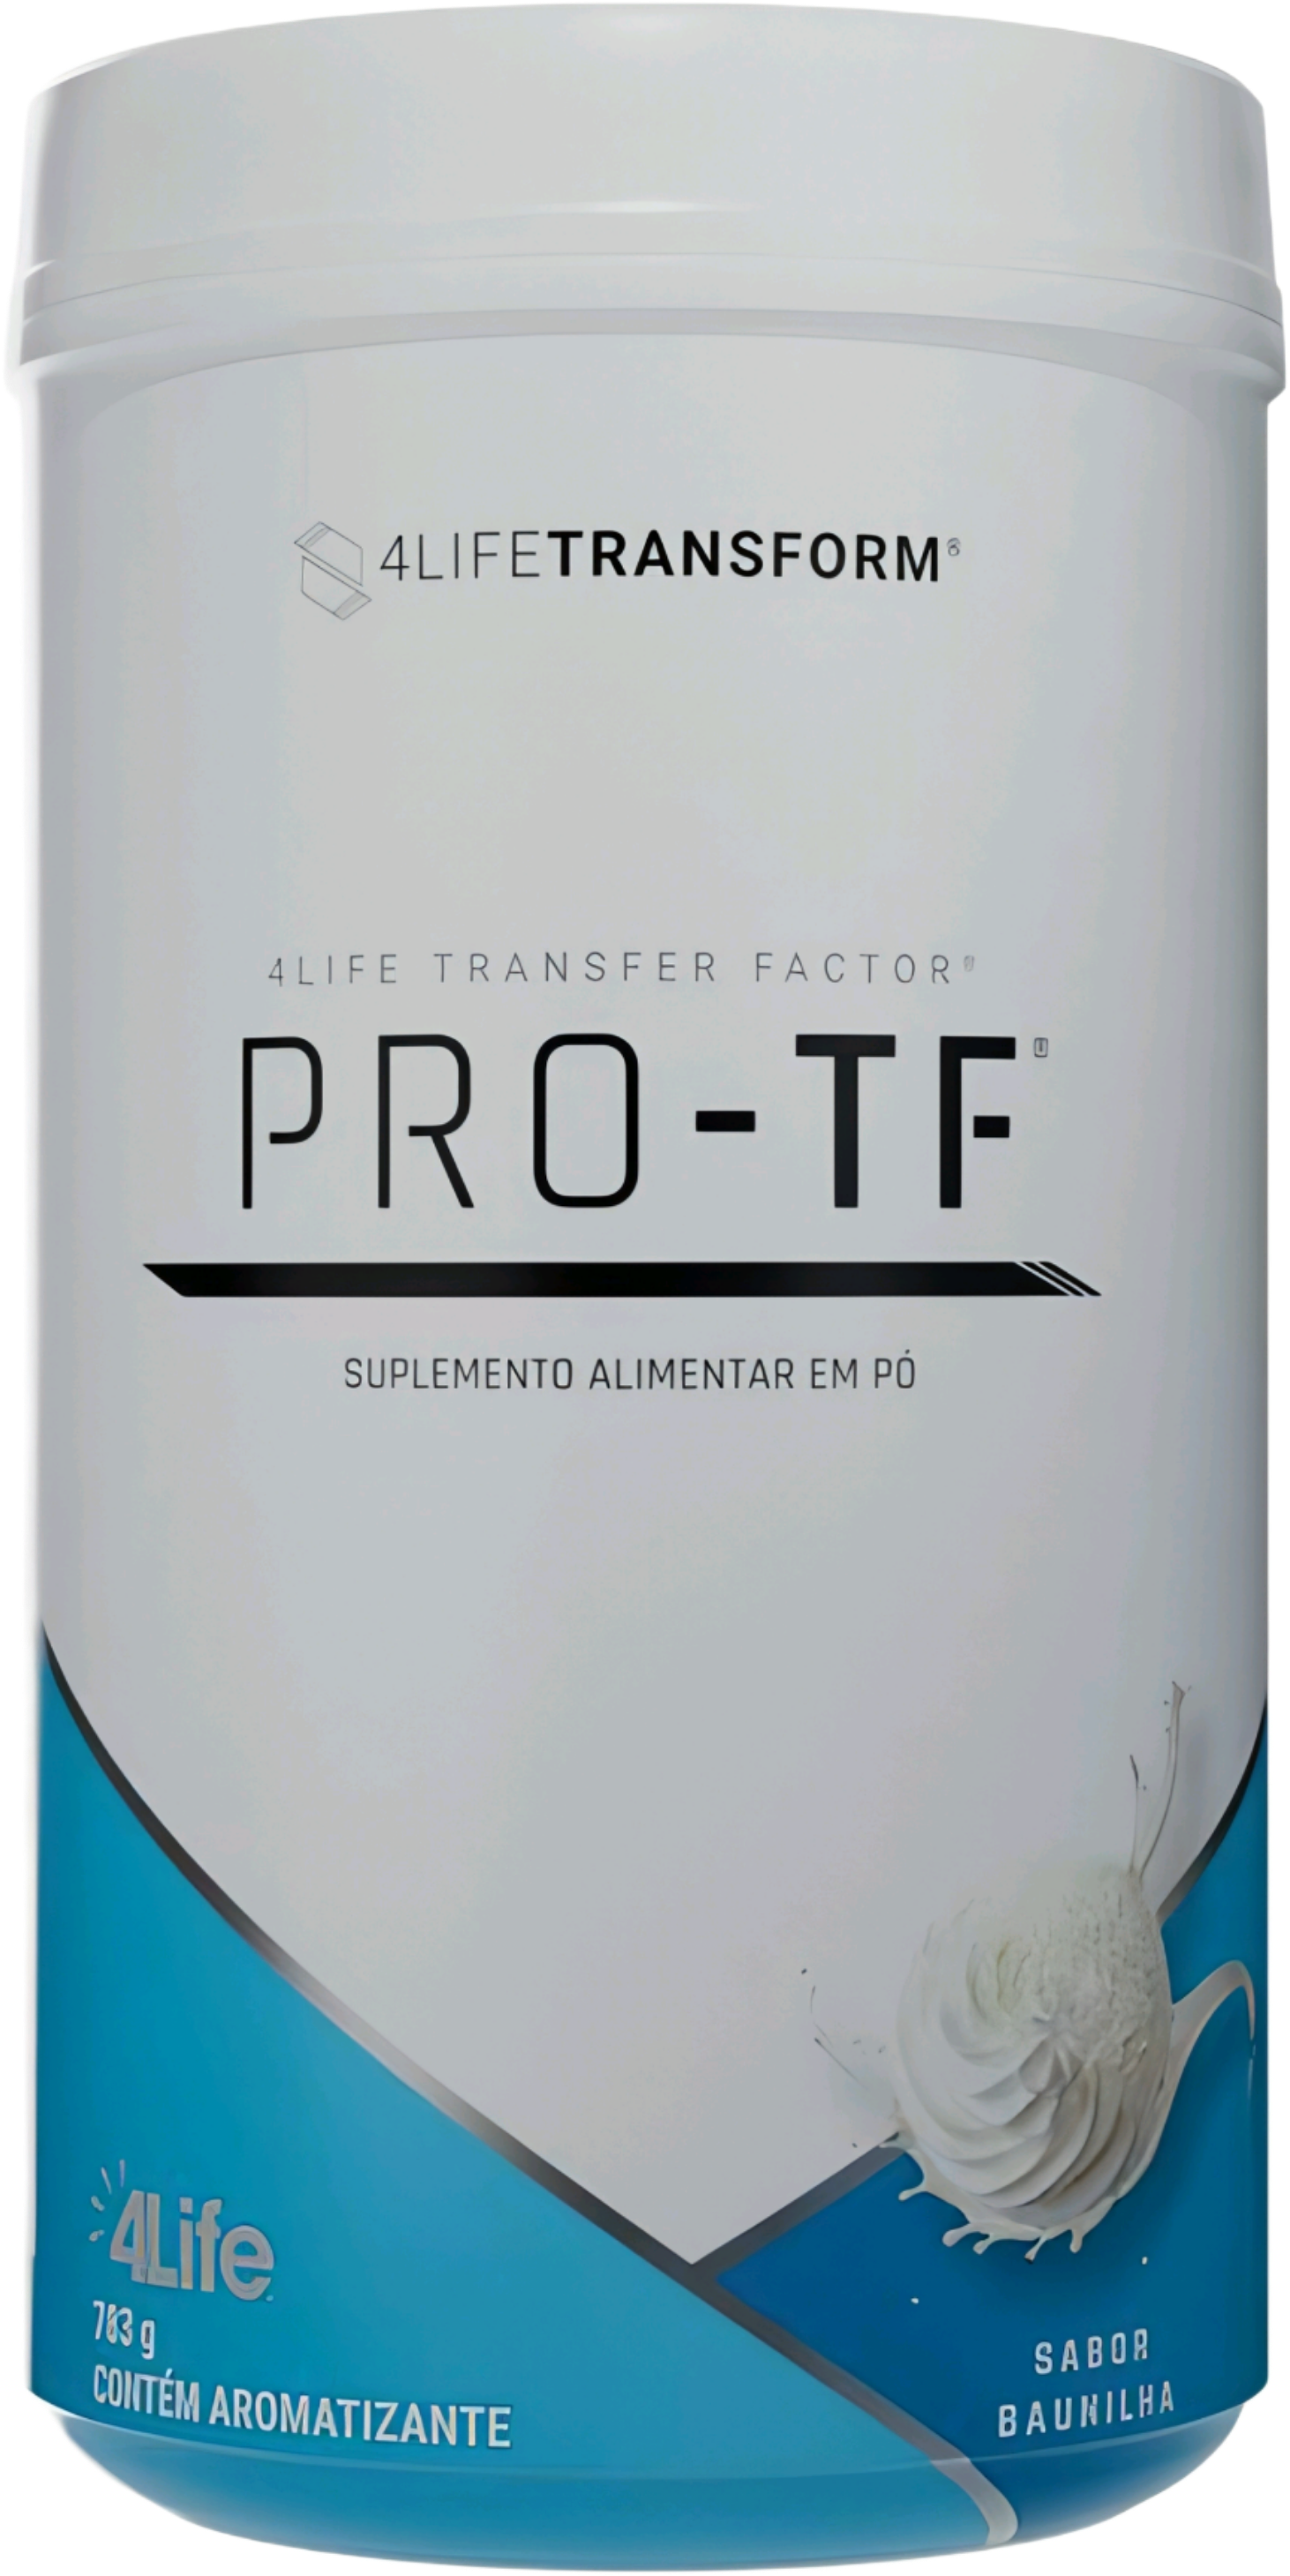 4LIFETRANSFORM®
4LIFE TRANSFER FACTOR®
PRO-TF
SUPLEMENTO ALIMENTAR EM PÓ
4Life
g
CONTÉM AROMATIZANTE
SABOR
BAUNILHA